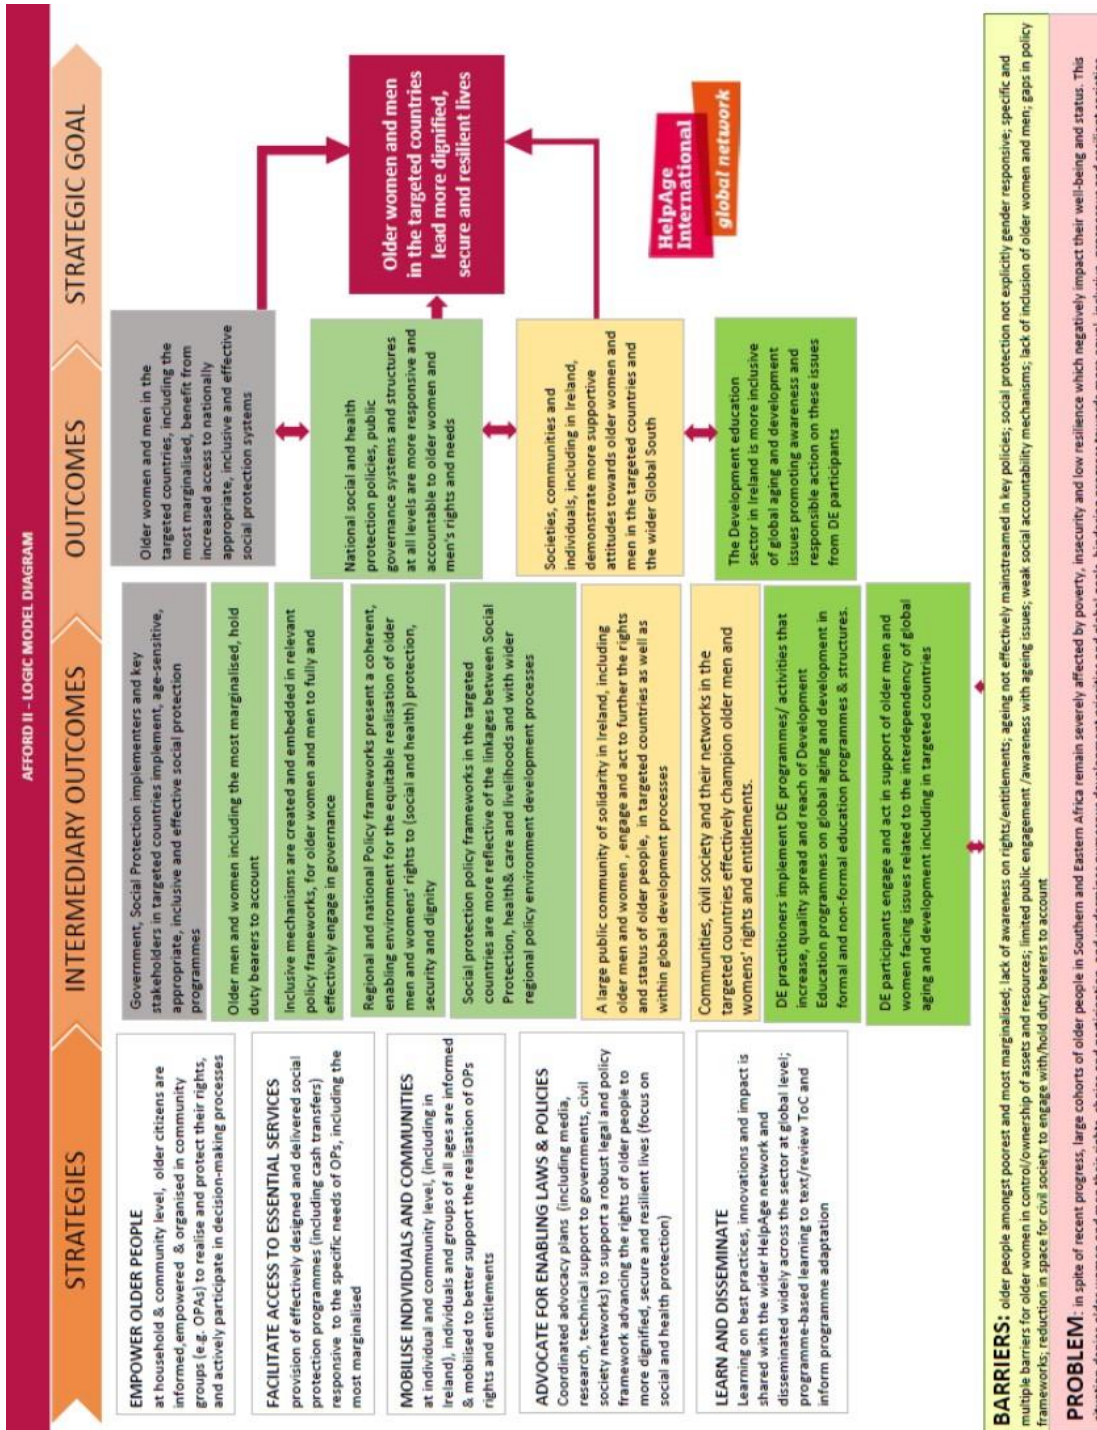 AFFORD II - LOGIC MODEL DIAGRAM
STRATEGIES
INTERMEDIARY OUTCOMES
OUTCOMES
STRATEGIC GOAL
EMPOWER OLDER PEOPLE
at household & community level, older citizens are
informed,empowered & organised in community
groups (e.g. OPAs) to realise and protect their rights,
and actively participate in decision-making processes
FACILITATE ACCESS TO ESSENTIAL SERVICES
provision of effectively designed and delivered social
protection programmes (including cash transfers)
responsive to the specific needs of OPs, including the
most marginalised
MOBILISE INDIVIDUALS AND COMMUNITIES
at individual and community level, (including in
Ireland), individuals and groups of all ages are informed
& mobilised to better support the realisation of OPs
rights and entitlements
ADVOCATE FOR ENABLING LAWS & POLICIES
Coordinated advocacy plans (including media,
research, technical support to governments, civil
society networks) to support a robust legal and policy
framework advancing the rights of older people to
more dignified, secure and resilient lives (focus on
social and health protection)
LEARN AND DISSEMINATE
Learning on best practices, innovations and impact is
shared with the wider HelpAge network and
disseminated widely across the sector at global level;
programme-based learning to text/review ToC and
inform programme adaptation
Government, Social Protection implementers and key
stakeholders in targeted countries implement, age-sensitive,
appropriate, inclusive and effective social protection
programmes
Older men and women including the most marginalised, hold
duty bearers to account
Inclusive mechanisms are created and embedded in relevant
policy frameworks, for older women and men to fully and
effectively engage in governance
Regional and national Policy frameworks present a coherent,
enabling environment for the equitable realisation of older
men and womens' rights to (social and health) protection,
security and dignity
Social protection policy frameworks in the targeted
countries are more reflective of the linkages between Social
Protection, health& care and livelihoods and with wider
regional policy environment development processes
A large public community of solidarity in Ireland, including
older men and women , engage and act to further the rights
and status of older people, in targeted countries as well as
within global development processes
Communities, civil society and their networks in the
targeted countries effectively champion older men and
womens' rights and entitlements.
DE practitioners implement DE programmes/ activities that
increase, quality spread and reach of Development
Education programmes on global aging and development in
formal and non-formal education programmes & structures.
DE participants engage and act in support of older men and
women facing issues related to the interdependency of global
aging and development including in targeted countries
Older women and men in the
targeted countries, including the
most marginalised, benefit from
increased access to nationally
appropriate, inclusive and effective
social protection systems
National social and health
protection policies, public
governance systems and structures
at all levels are more responsive and
accountable to older women and
men's rights and needs
Societies, communities and
individuals, including in Ireland,
demonstrate more supportive
attitudes towards older women and
men in the targeted countries and
the wider Global South
The Development education
sector in Ireland is more inclusive
of global aging and development
issues promoting awareness and
responsible action on these issues
from DE participants
Older women and men
in the targeted countries
lead more dignified,
secure and resilient lives
HelpAge
International
global network
BARRIERS: older people amongst poorest and most marginalised; lack of awareness on rights/entitlements; ageing not effectively mainstreamed in key policies; social protection not explicitly gender responsive; specific and
multiple barriers for older women in control/ownership of assets and resources; limited public engagement /awareness with ageing issues; weak social accountability mechanisms; lack of inclusion of older women and men; gaps in policy
frameworks; reduction in space for civil society to engage with/hold duty bearers to account
PROBLEM: in spite of recent progress, large cohorts of older people in Southern and Eastern Africa remain severely affected by poverty, insecurity and low resilience which negatively impact their well-being and status. This